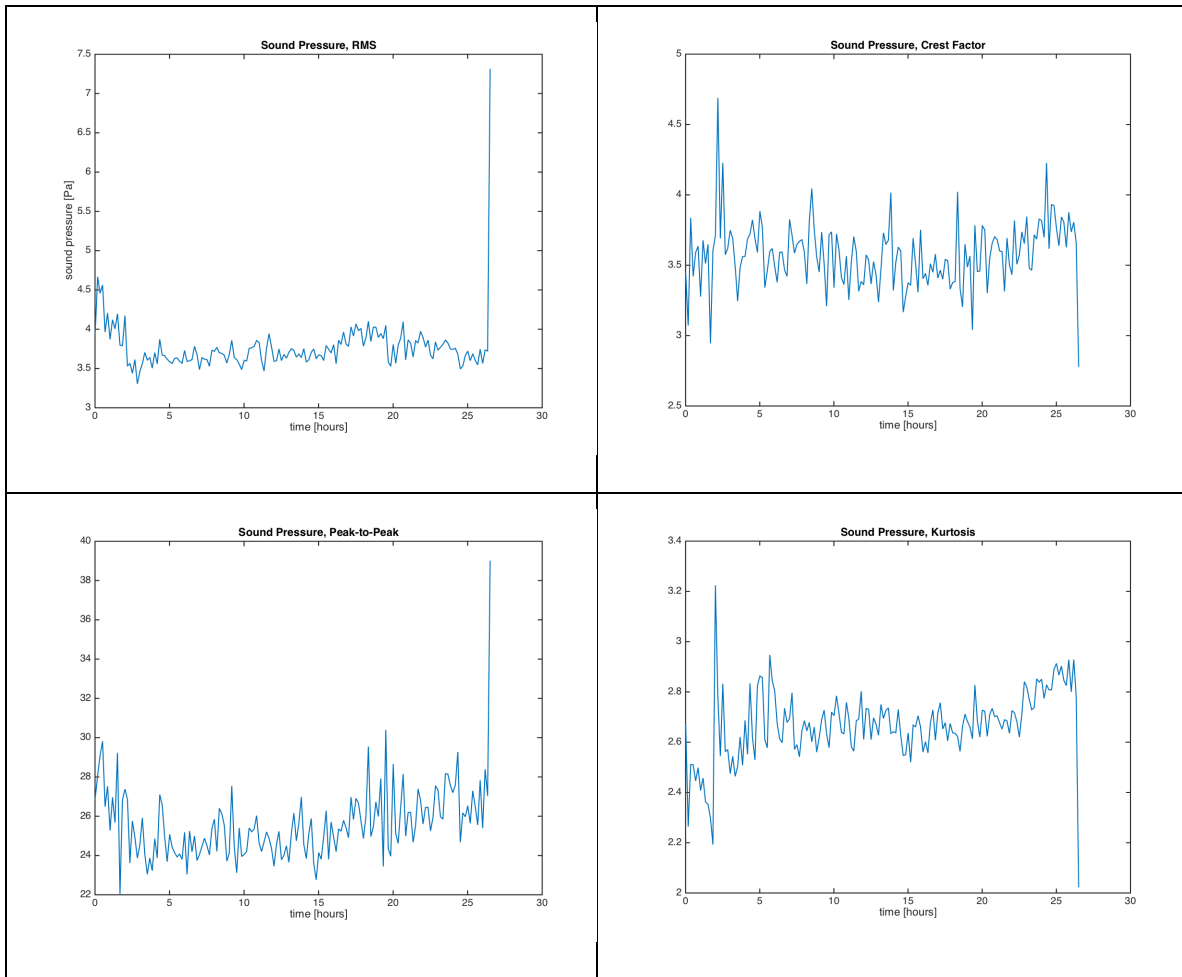 Sound Pressure, RMS
7.5
7
6.5
6
5.5
5
4.5
4
3.5
3
sound pressure [Pa]
0 5 10 15 20 25 30
time [hours]
Sound Pressure, Crest Factor
5
4.5
4
3.5
3
2.5
0 5 10 15 20 25 30
time [hours]
Sound Pressure, Peak-to-Peak
40
38
36
34
32
30
28
26
24
22
0 5 10 15 20 25 30
time [hours]
Sound Pressure, Kurtosis
3.4
3.2
3
2.8
2.6
2.4
2.2
2
0 5 10 15 20 25 30
time [hours]